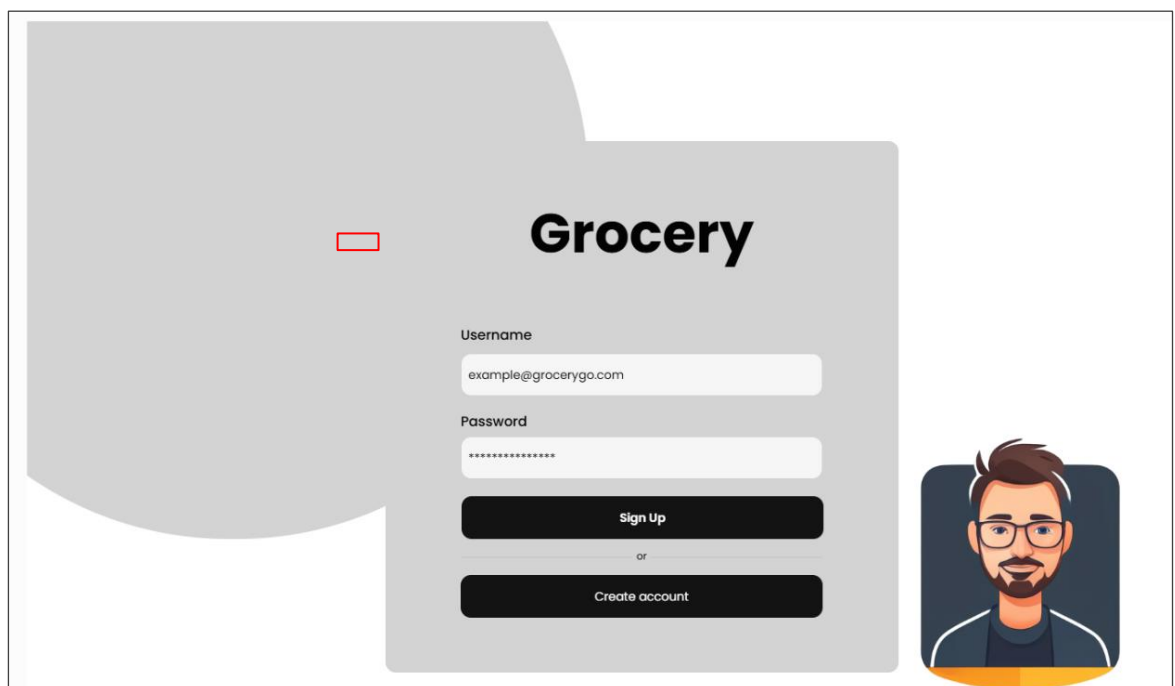 Grocery
Username
example@grocerygo.com
Password
***************
Sign Up
or
Create account